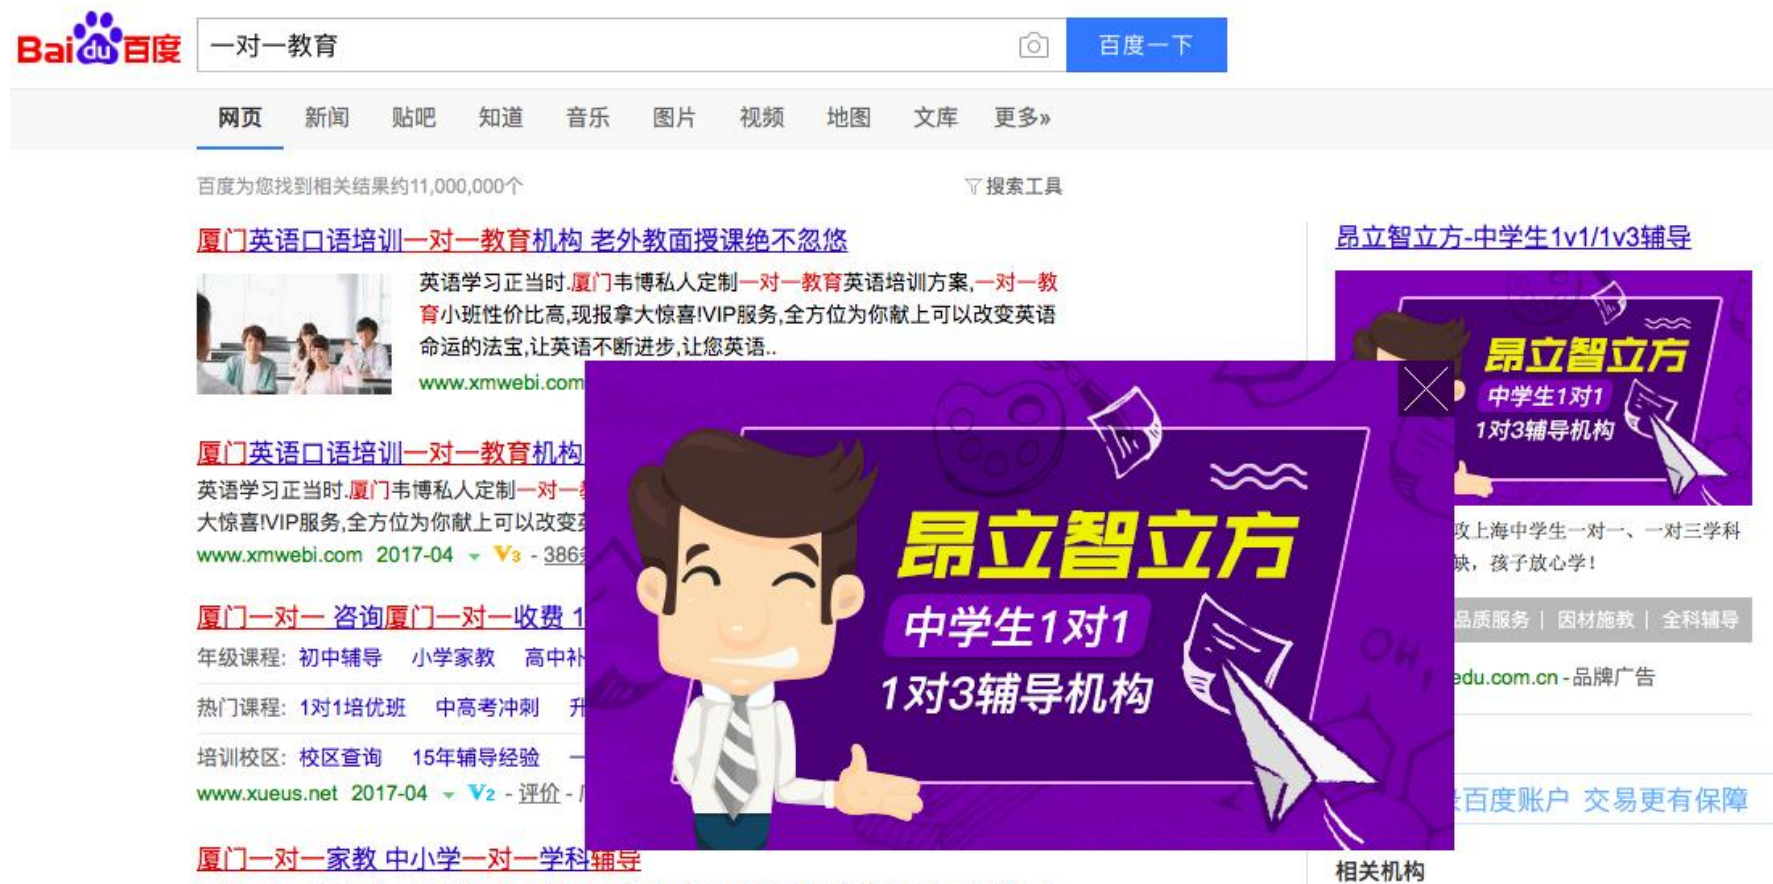 Bai du 百度
一对一教育
百度一下
网页 新闻 贴吧 知道 音乐 图片 视频 地图 文库 更多»
百度为您找到相关结果约11,000,000个
搜索工具
厦门英语口语培训一对一教育机构 老外教面授课绝不忽悠
英语学习正当时.厦门韦博私人定制一对一教育英语培训方案,一对一教
育小班性价比高,现报拿大惊喜!VIP服务,全方位为你献上可以改变英语
命运的法宝,让英语不断进步,让您英语..
www.xmwebi.com
厦门英语口语培训一对一教育机构
英语学习正当时.厦门韦博私人定制一对一
大惊喜!VIP服务,全方位为你献上可以改变
www.xmwebi.com 2017-04 V3 - 386
厦门一对一 咨询厦门一对一收费 1
年级课程: 初中辅导 小学家教 高中补
热门课程: 1对1培优班 中高考冲刺 升
培训校区: 校区查询 15年辅导经验 一
www.xueus.net 2017-04 V2 - 评价 -
厦门一对一家教 中小学一对一学科辅导
昂立智立方
中学生1对1
1对3辅导机构
OH,
昂立智立方-中学生1v1/1v3辅导
昂立智立方
中学生1对1
1对3辅导机构
攻上海中学生一对一、一对三学科
缺，孩子放心学！
品质服务 | 因材施教 | 全科辅导
edu.com.cn - 品牌广告
百度账户 交易更有保障
相关机构